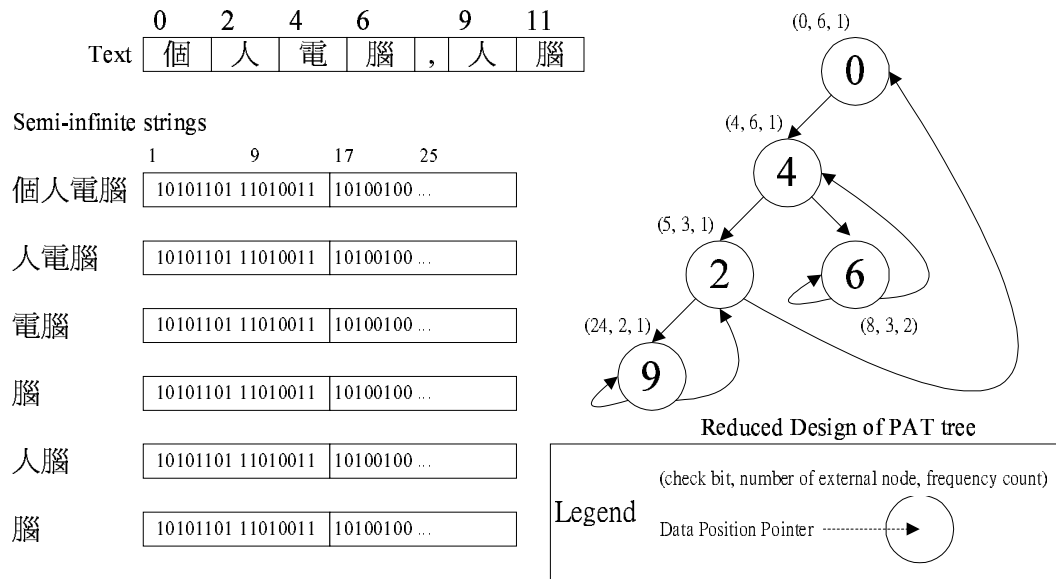 0 2 4 6 9 11
Text 個 人 電 腦 , 人 腦
Semi-infinite strings
1 9 17 25
個人電腦 10101101 11010011 10100100 ...
人電腦 10101101 11010011 10100100 ...
電腦 10101101 11010011 10100100 ...
腦 10101101 11010011 10100100 ...
人腦 10101101 11010011 10100100 ...
腦 10101101 11010011 10100100 ...
(0, 6, 1)
0
(4, 6, 1)
4
(5, 3, 1)
2
6
(8, 3, 2)
(24, 2, 1)
9
Reduced Design of PAT tree
Legend
(check bit, number of external node, frequency count)
Data Position Pointer